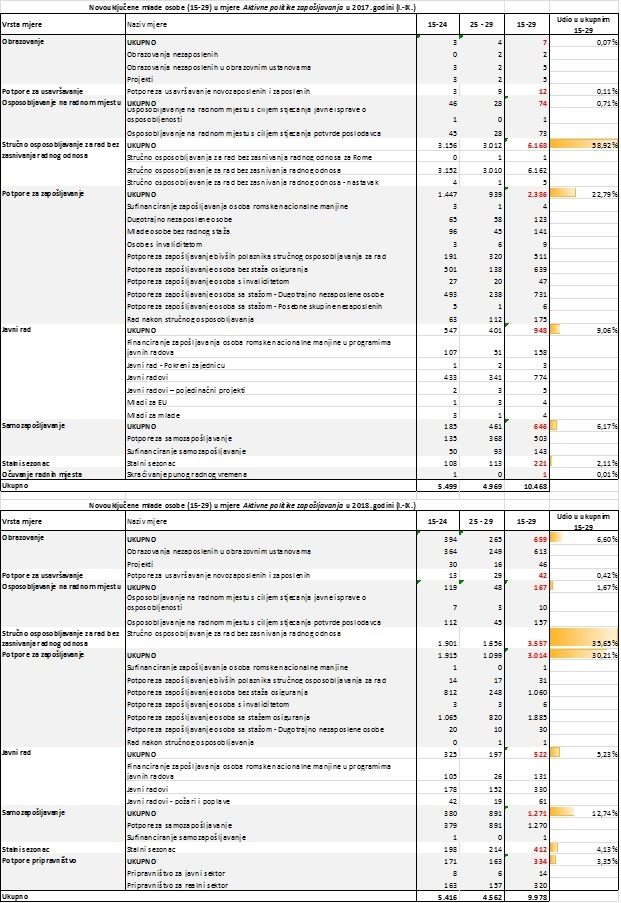 Novouključene mlade osobe (15-29) u mjere Aktivne politike zapošljavanja u 2017. godini (I.-IX.)
Vrsta mjere Naziv mjere 15-24 25 - 29 15-29 Udio u ukupnim 15-29
Obrazovanje UKUPNO 3 4 7 0,07%
Obrazovanja nezaposlenih 0 2 2
Obrazovanja nezaposlenih u obrazovnim ustanovama 3 2 5
Projekti 3 2 5
Potpore za usavršavanje Potpore za usavršavanje novozaposlenih i zaposlenih 3 9 12 0,11%
Osposobljavanje na radnom mjestu UKUPNO 46 28 74 0,71%
Osposobljavanje na radnom mjestu s ciljem stjecanja javne isprave o
osposobljenosti 1 0 1
Osposobljavanje na radnom mjestu s ciljem stjecanja potvrde poslodavca 45 28 73
Stručno osposobljavanje za rad bez UKUPNO 3.156 3.012 6.168 58,92%
zasnivanja radnog odnosa Stručno osposobljavanja za rad bez zasnivanja radnog odnosa za Rome 0 1 1
Stručno osposobljavanje za rad bez zasnivanja radnog odnosa 3.152 3.010 6.162
Stručno osposobljavanje za rad bez zasnivanja radnog odnosa - nastavak 4 1 5
Potpore za zapošljavanje UKUPNO 1.447 939 2.386 22,79%
Sufinanciranje zapošljavanja osoba romske nacionalne manjine 3 1 4
Dugotrajno nezaposlene osobe 65 58 123
Mlade osobe bez radnog staža 96 45 141
Osobe s invaliditetom 3 6 9
Potpore za zapošljavanje bivših polaznika stručnog osposobljavanja za rad 191 320 511
Potpore za zapošljavanje osoba bez staža osiguranja 501 138 639
Potpore za zapošljavanje osoba s invaliditetom 27 20 47
Potpore za zapošljavanje osoba sa stažom - Dugotrajno nezaposlene osobe 493 238 731
Potpore za zapošljavanje osoba sa stažom - Posebne skupine nezaposlenih 5 1 6
Rad nakon stručnog osposobljavanja 63 112 175
Javni rad UKUPNO 547 401 948 9,06%
Financiranje zapošljavanja osoba romske nacionalne manjine u programima
javnih radova 107 51 158
Javni rad - Pokreni zajednicu 1 2 3
Javni radovi 433 341 774
Javni radovi – pojedinačni projekti 2 3 5
Mladi za EU 1 3 4
Mladi za mlade 3 1 4
Samozapošljavanje UKUPNO 185 461 646 6,17%
Potpore za samozapošljavanje 135 368 503
Sufinanciranje samozapošljavanje 50 93 143
Stalni sezonac Stalni sezonac 108 113 221 2,11%
Očuvanje radnih mjesta Skraćivanje punog radnog vremena 1 0 1 0,01%
Ukupno 5.499 4.969 10.468
Novouključene mlade osobe (15-29) u mjere Aktivne politike zapošljavanja u 2018. godini (I.-IX.)
Vrsta mjere Naziv mjere 15-24 25 - 29 15-29 Udio u ukupnim 15-29
Obrazovanje UKUPNO 394 265 659 6,60%
Obrazovanja nezaposlenih u obrazovnim ustanovama 364 249 613
Projekti 30 16 46
Potpore za usavršavanje Potpore za usavršavanje novozaposlenih i zaposlenih 13 29 42 0,42%
Osposobljavanje na radnom mjestu UKUPNO 119 48 167 1,67%
Osposobljavanje na radnom mjestu s ciljem stjecanja javne isprave o
osposobljenosti 7 3 10
Osposobljavanje na radnom mjestu s ciljem stjecanja potvrde poslodavca 112 45 157
Stručno osposobljavanje za rad bez Stručno osposobljavanje za rad bez zasnivanja radnog odnosa
zasnivanja radnog odnosa 1.901 1.656 3.557 35,65%
Potpore za zapošljavanje UKUPNO 1.915 1.099 3.014 30,21%
Sufinanciranje zapošljavanja osoba romske nacionalne manjine 1 0 1
Potpore za zapošljavanje bivših polaznika stručnog osposobljavanja za rad 14 17 31
Potpore za zapošljavanje osoba bez staža osiguranja 812 248 1.060
Potpore za zapošljavanje osoba s invaliditetom 3 3 6
Potpore za zapošljavanje osoba sa stažem osiguranja 1.065 820 1.885
Potpore za zapošljavanje osoba sa stažom - Dugotrajno nezaposlene osobe 20 10 30
Rad nakon stručnog osposobljavanja 0 1 1
Javni rad UKUPNO 325 197 522 5,23%
Financiranje zapošljavanja osoba romske nacionalne manjine u programima
javnih radova 105 26 131
Javni radovi 178 152 330
Javni radovi - požari i poplave 42 19 61
Samozapošljavanje UKUPNO 380 891 1.271 12,74%
Potpore za samozapošljavanje 379 891 1.270
Sufinanciranje samozapošljavanje 1 0 1
Stalni sezonac Stalni sezonac 198 214 412 4,13%
Potpore pripravništvo UKUPNO 171 163 334 3,35%
Pripravništvo za javni sektor 8 6 14
Pripravništvo za realni sektor 163 157 320
Ukupno 5.416 4.562 9.978